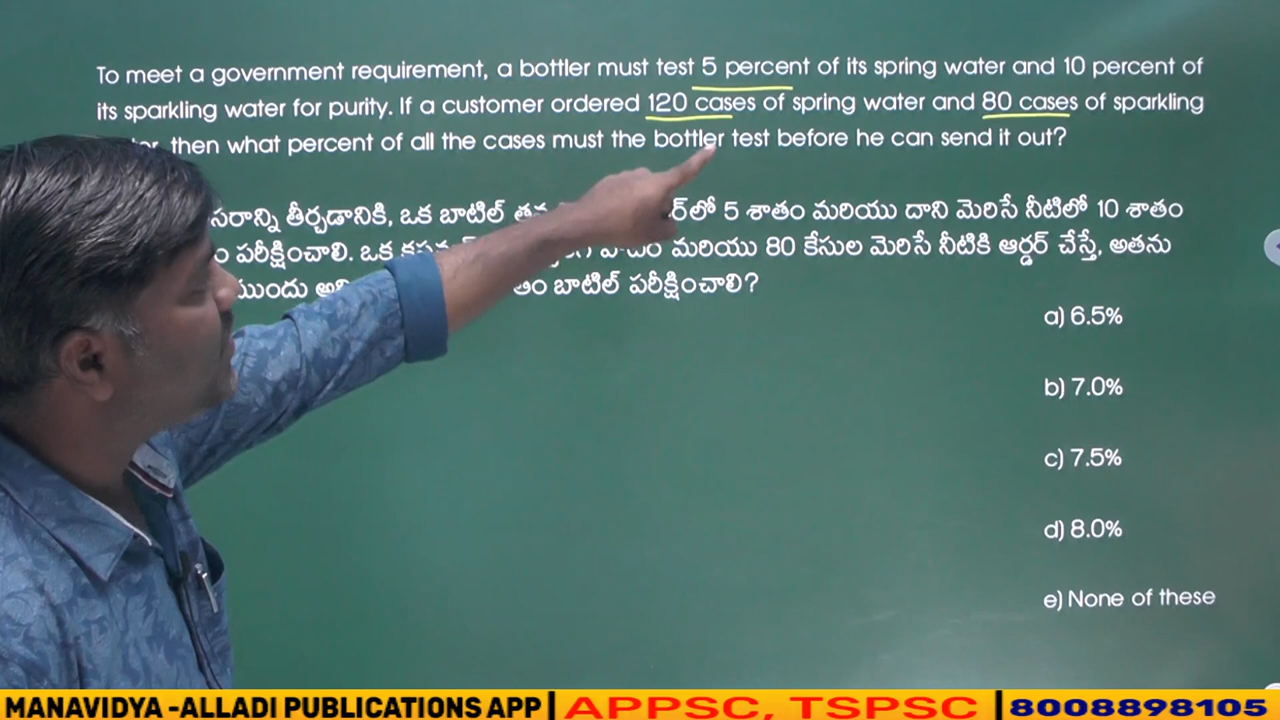 To meet a government requirement, a bottler must test 5 percent of its spring water and 10 percent of
its sparkling water for purity. If a customer ordered 120 cases of spring water and 80 cases of sparkling
then what percent of all the cases must the bottler test before he can send it out?
తీర్చడానికి, ఒక బాటిల్ 5 శాతం మరియు దాని మెరిసే నీటిలో 10 శాతం
పరీక్షించాలి. ఒక మరియు 80 కేసుల మెరిసే నీటికి ఆర్డర్ చేస్తే, అతను
బాటిల్ పరీక్షించాలి?
a) 6.5%
b) 7.0%
c) 7.5%
d) 8.0%
e) None of these
MANAVIDYA -ALLADI PUBLICATIONS APP | APPSC, TSPSC | 8008898105